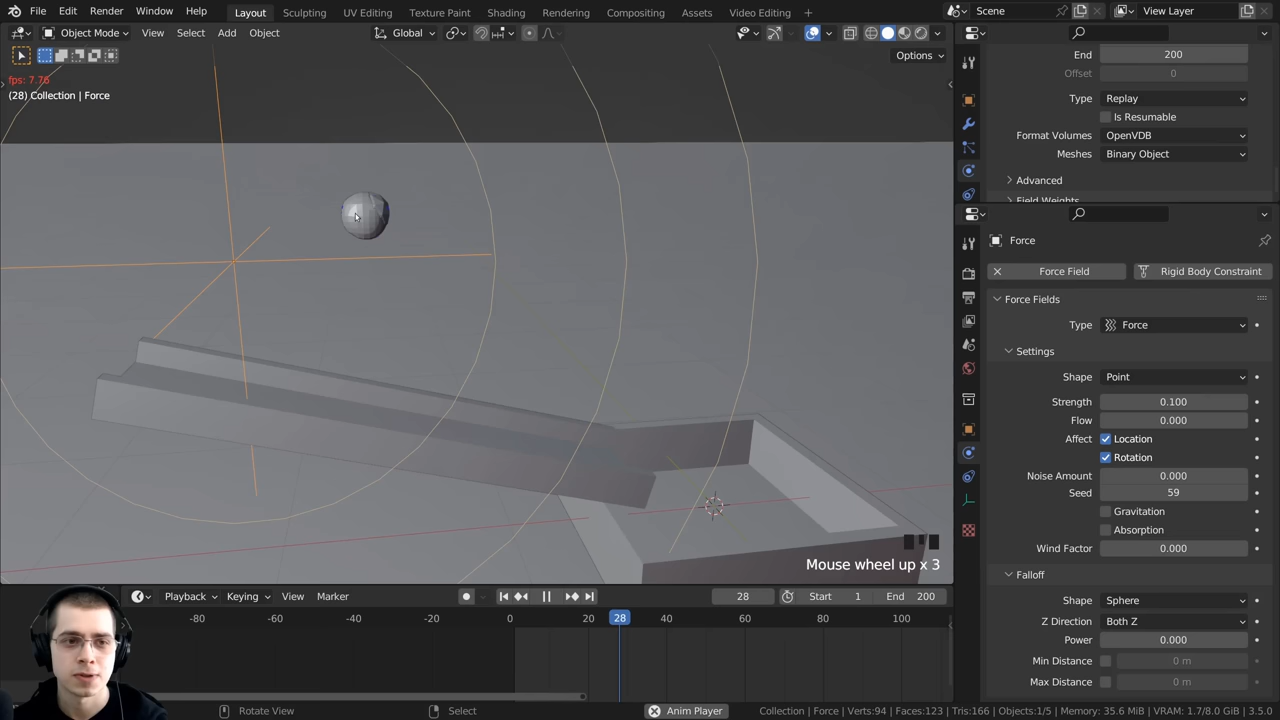 File Edit Render Window Help Layout Sculpting UV Editing Texture Paint Shading Rendering Compositing Assets Video Editing + Scene View Layer
Object Mode View Select Add Object Global
Options
fps: 7.76
(28) Collection | Force
End 200
Offset 0
Type Replay
Is Resumable
Format Volumes OpenVDB
Meshes Binary Object
Advanced
Field Weights
Force
Force Field Rigid Body Constraint
Force Fields
Type Force
Settings
Shape Point
Strength 0.100
Flow 0.000
Affect Location
Rotation
Noise Amount 0.000
Seed 59
Gravitation
Absorption
Wind Factor 0.000
Falloff
Shape Sphere
Z Direction Both Z
Power 0.000
Min Distance 0 m
Max Distance 0 m
Mouse wheel up x 3
Playback Keying View Marker 28 Start 1 End 200
-80 -60 -40 -20 0 20 28 40 60 80 100
Rotate View Select Anim Player Collection | Force | Verts:94 | Faces:123 | Tris:166 | Objects:1/5 | Memory: 35.6 MiB | VRAM: 1.7/8.0 GiB | 3.5.0